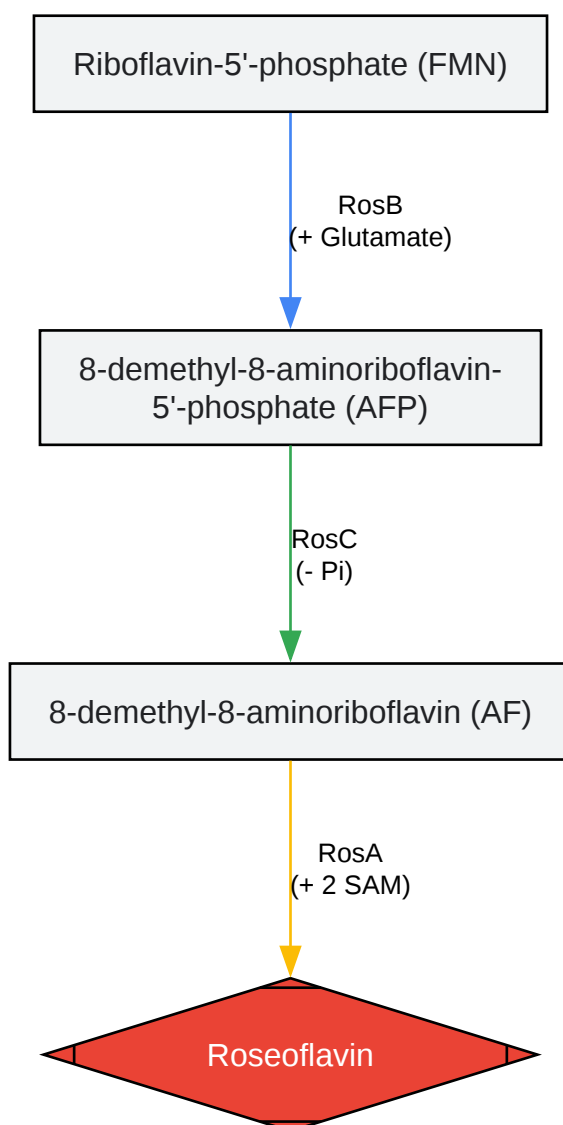 Riboflavin-5'-phosphate (FMN)
RosB
(+ Glutamate)
8-demethyl-8-aminoriboflavin-
5'-phosphate (AFP)
RosC
(- Pi)
8-demethyl-8-aminoriboflavin (AF)
RosA
(+ 2 SAM)
Roseoflavin